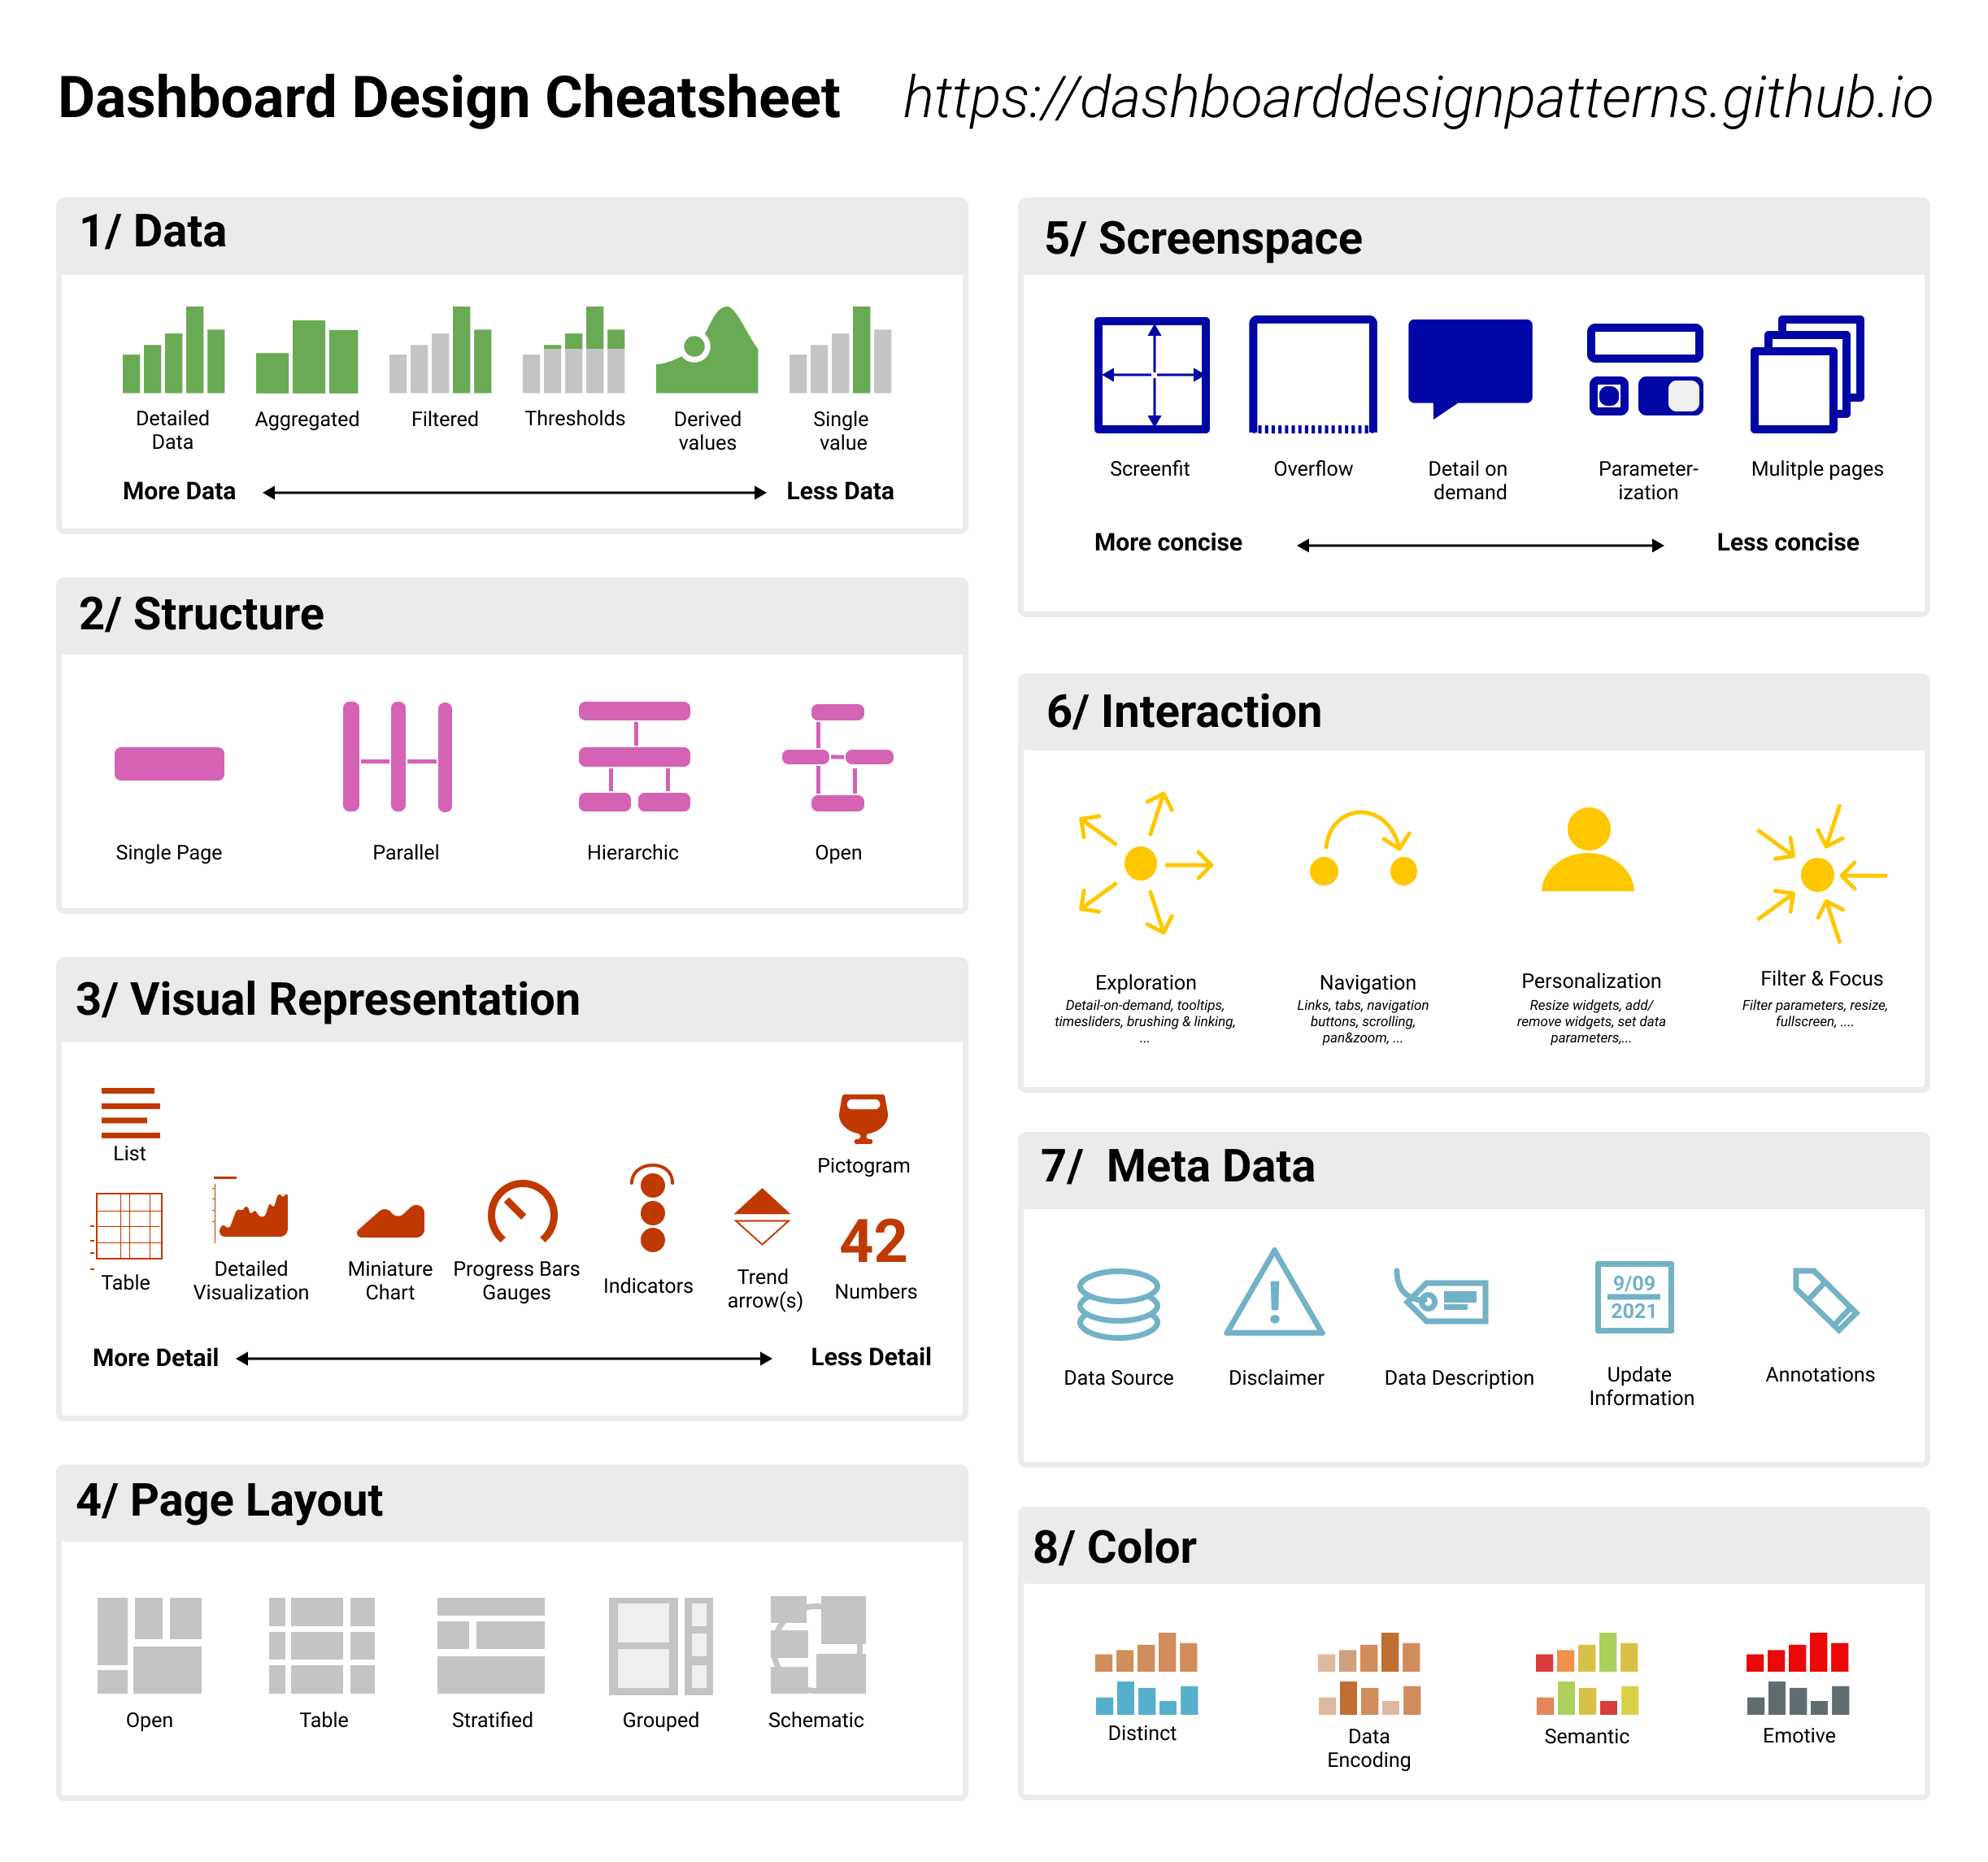 Dashboard Design Cheatsheet https://dashboarddesignpatterns.github.io
1/ Data
Detailed
Data
Aggregated
Filtered
Thresholds
Derived
values
Single
value
More Data
Less Data
2/ Structure
Single Page
Parallel
Hierarchic
Open
3/ Visual Representation
List
Table
Detailed
Visualization
Miniature
Chart
Progress Bars
Gauges
Indicators
Trend
arrow(s)
Pictogram
42
Numbers
More Detail
Less Detail
4/ Page Layout
Open
Table
Stratified
Grouped
Schematic
5/ Screenspace
Screenfit
Overflow
Detail on
demand
Parameter-
ization
Mulitple pages
More concise
Less concise
6/ Interaction
Exploration
Detail-on-demand, tooltips,
timesliders, brushing & linking,
...
Navigation
Links, tabs, navigation
buttons, scrolling,
pan&zoom, ...
Personalization
Resize widgets, add/
remove widgets, set data
parameters,...
Filter & Focus
Filter parameters, resize,
fullscreen, ....
7/ Meta Data
Data Source
!
Disclaimer
Data Description
9/09
2021
Update
Information
Annotations
8/ Color
Distinct
Data
Encoding
Semantic
Emotive